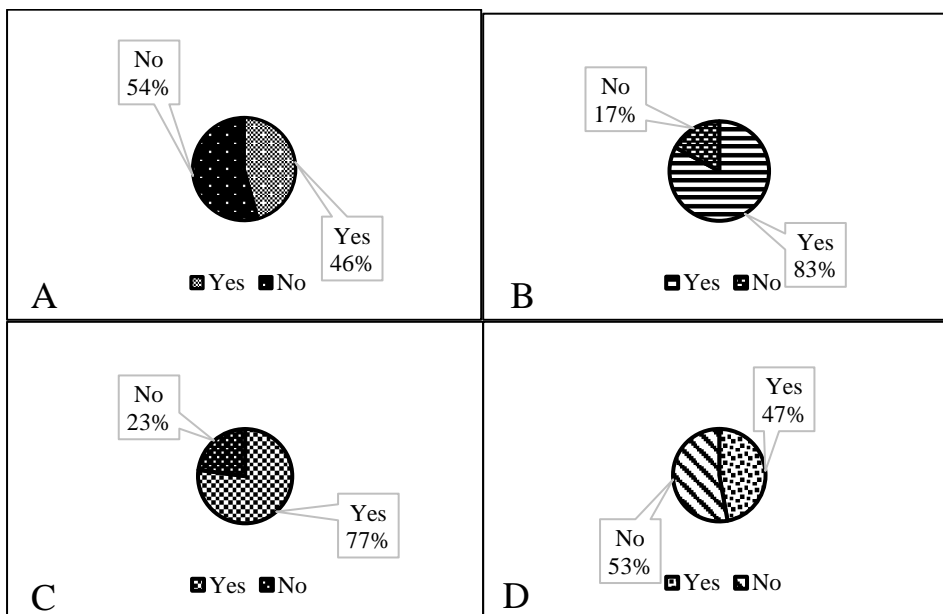 No
54%
Yes
46%
Yes No
A
No
17%
Yes
83%
Yes No
B
No
23%
Yes
77%
Yes No
C
Yes
47%
No
53%
Yes No
D